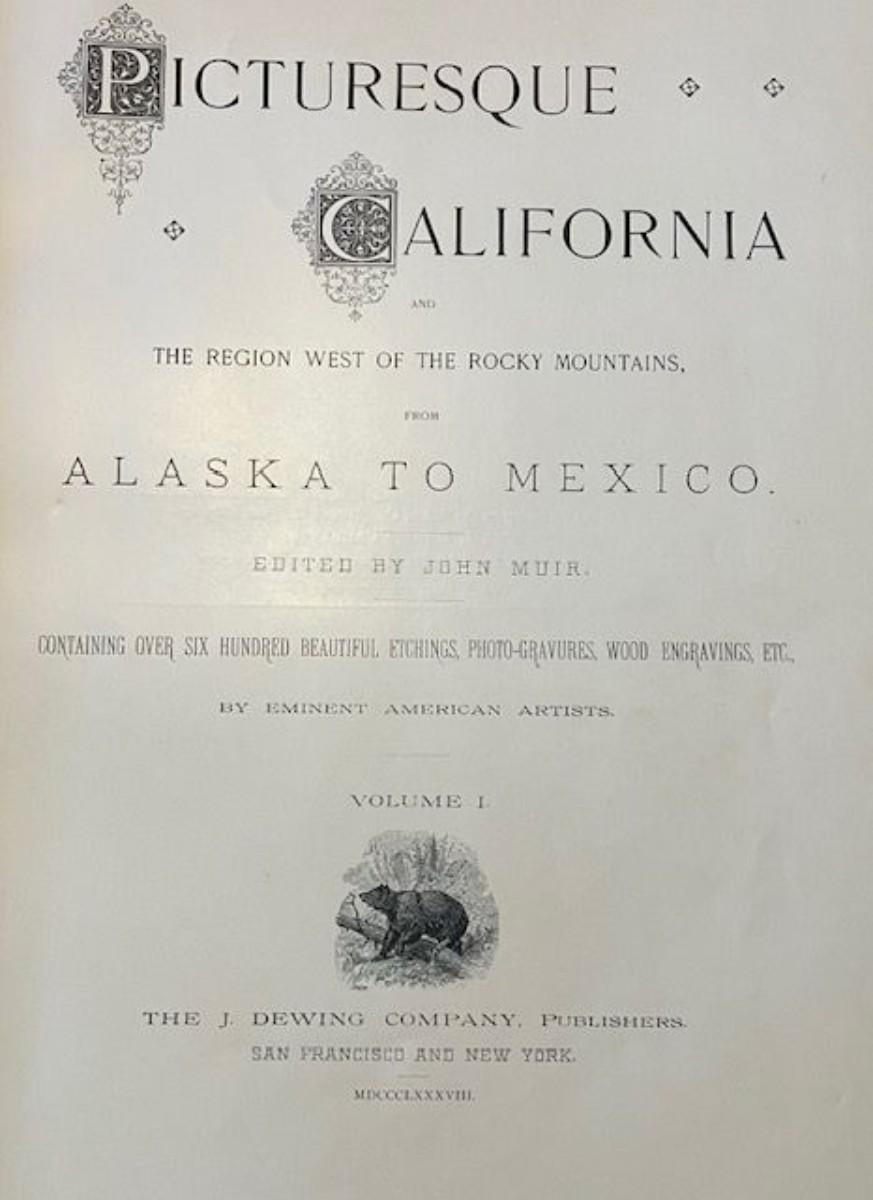 PICTURESQUE
CALIFORNIA
AND
THE REGION WEST OF THE ROCKY MOUNTAINS,
FROM
ALASKA TO MEXICO.
EDITED BY JOHN MUIR.
CONTAINING OVER SIX HUNDRED BEAUTIFUL ETCHINGS, PHOTO-GRAVURES, WOOD ENGRAVINGS, ETC.,
BY EMINENT AMERICAN ARTISTS.
VOLUME I.
THE J. DEWING COMPANY, PUBLISHERS.
SAN FRANCISCO AND NEW YORK.
MDCCCLXXXVIII.